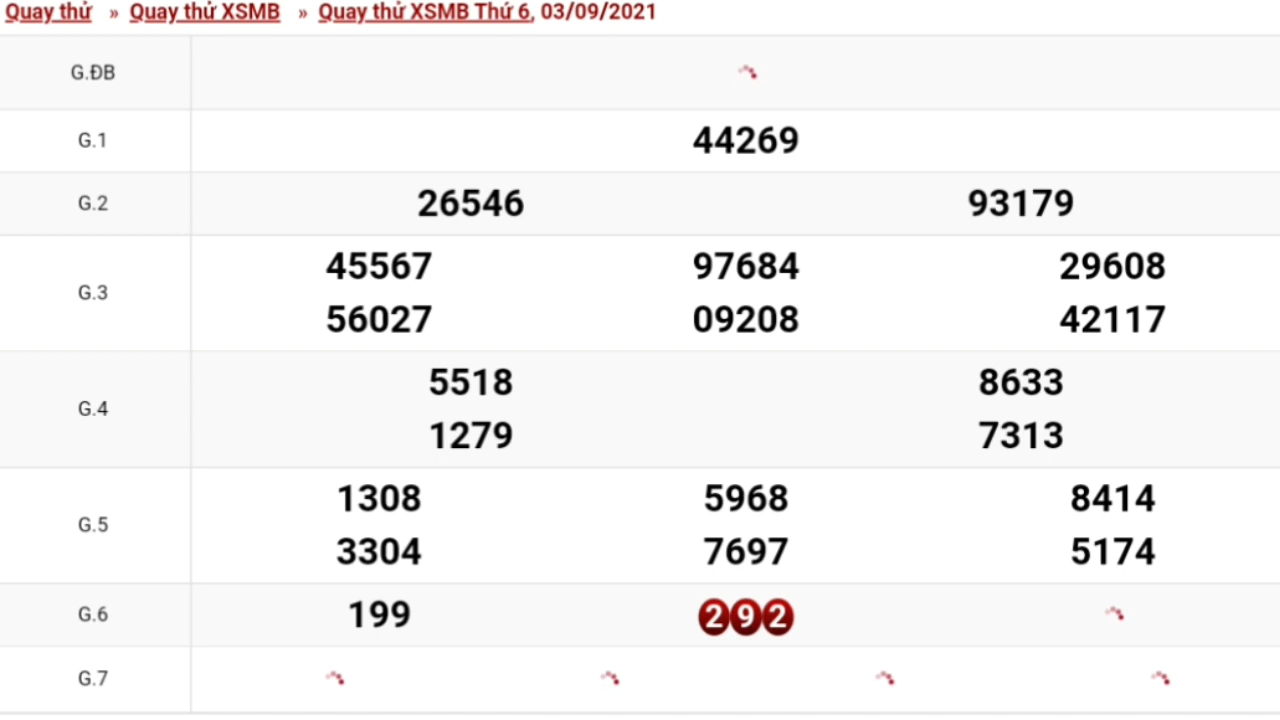 Quay thử » Quay thử XSMB » Quay thử XSMB Thứ 6, 03/09/2021
G.ĐB
G.1 44269
G.2 26546 93179
G.3 45567 97684 29608
56027 09208 42117
G.4 5518 8633
1279 7313
G.5 1308 5968 8414
3304 7697 5174
G.6 199 292
G.7